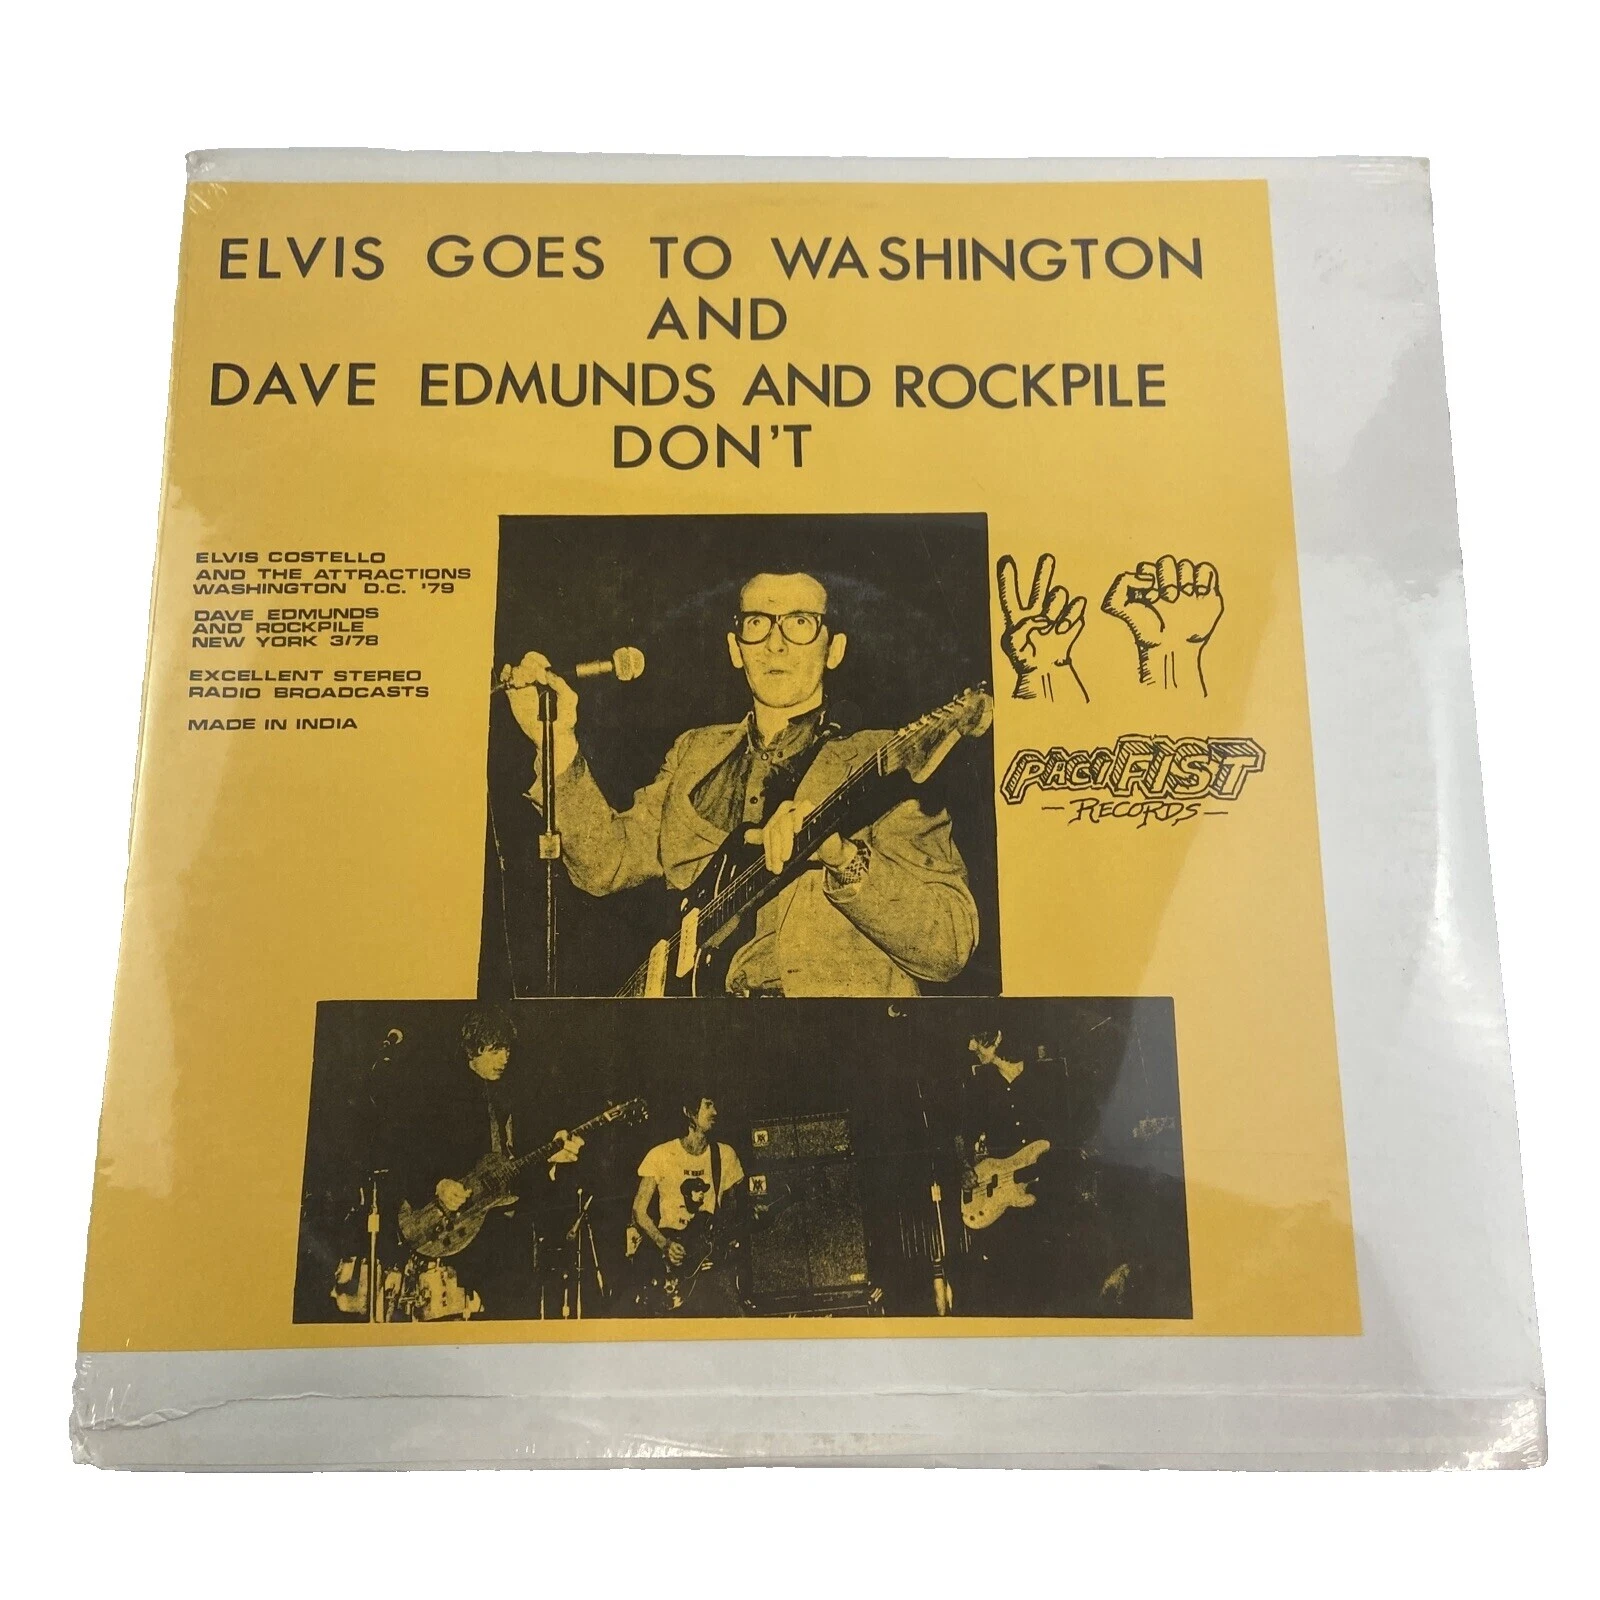 ELVIS GOES TO WASHINGTON
AND
DAVE EDMUNDS AND ROCKPILE
DON'T
ELVIS COSTELLO
AND THE ATTRACTIONS
WASHINGTON D.C. '79
DAVE EDMUNDS
AND ROCKPILE
NEW YORK 3/78
EXCELLENT STEREO
RADIO BROADCASTS
MADE IN INDIA
PACIFIST
-RECORDS-